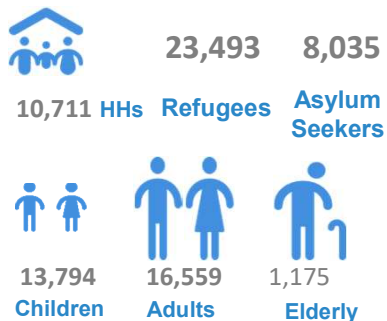 23,493 8,035
10,711 HHs Refugees Asylum
Seekers
13,794 16,559 1,175
Children Adults Elderly